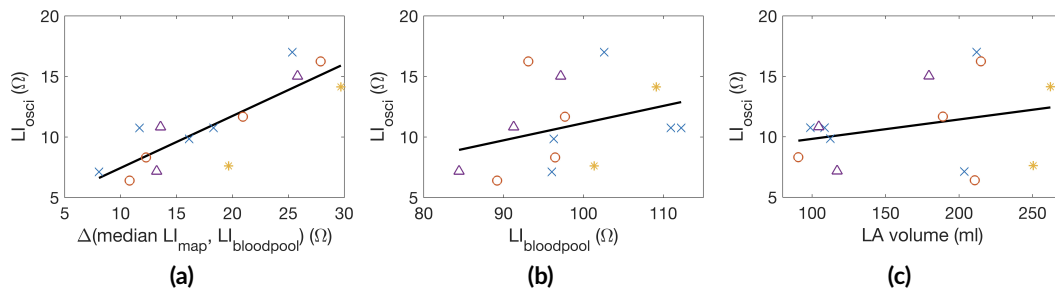 20
15
10
5
LI_osci (Ω)
5 10 15 20 25 30
Δ(median LI_map, LI_bloodpool) (Ω)
(a)
20
15
10
5
LI_osci (Ω)
80 90 100 110
LI_bloodpool (Ω)
(b)
20
15
10
5
LI_osci (Ω)
100 150 200 250
LA volume (ml)
(c)